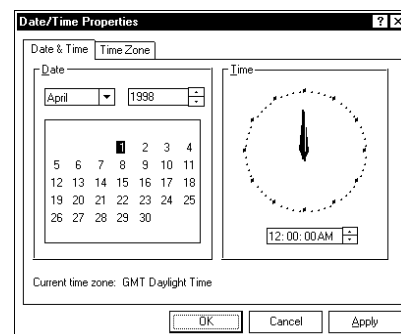 Date/Time Properties
Date & Time
Time Zone
Date
April
1998
1 2 3 4
5 6 7 8 9 10 11
12 13 14 15 16 17 18
19 20 21 22 23 24 25
26 27 28 29 30
Time
12:00:00AM
Current time zone: GMT Daylight Time
OK
Cancel
Apply